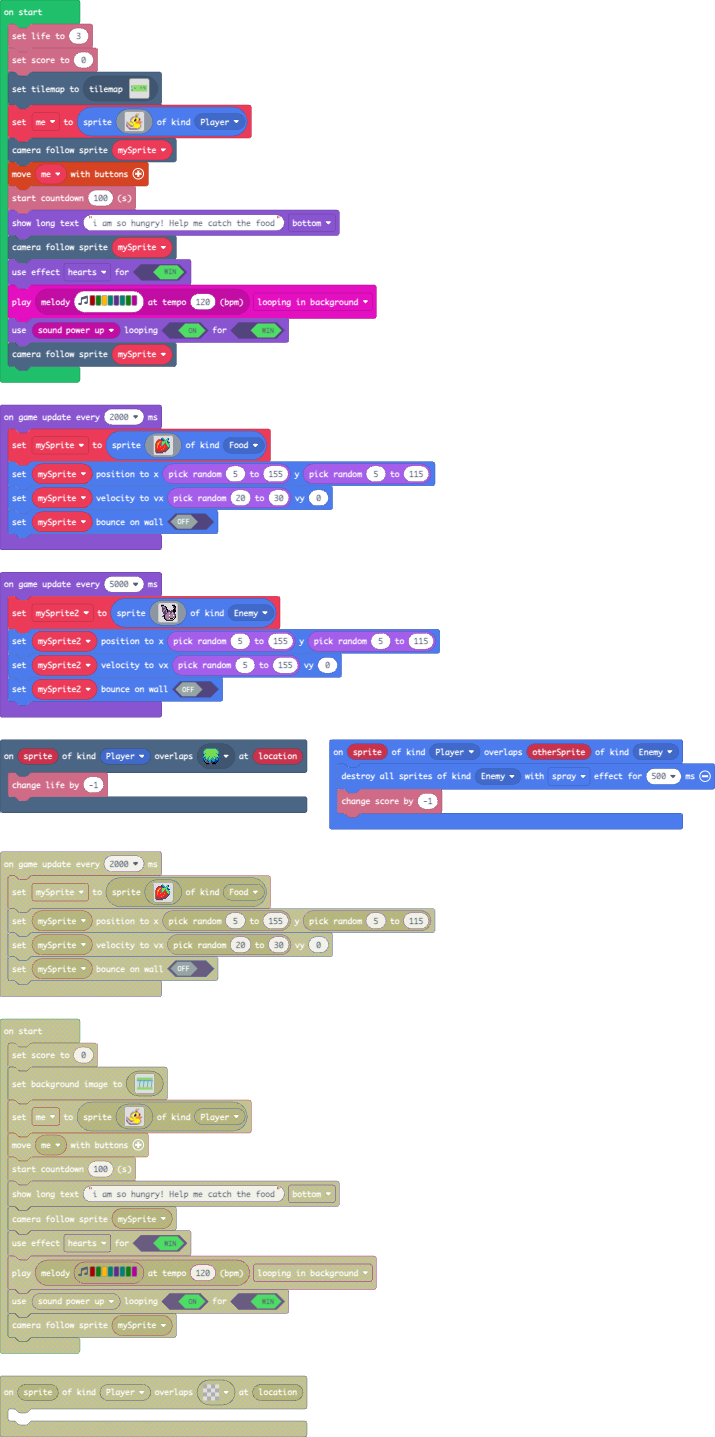 on start
set life to 3
set score to 0
set tilemap to tilemap
set me to sprite of kind Player
camera follow sprite mySprite
move me with buttons
start countdown 100 (s)
show long text "i am so hungry! Help me catch the food" bottom
camera follow sprite mySprite
use effect hearts for WIN
play melody at tempo 120 (bpm) looping in background
use sound power up looping ON for WIN
camera follow sprite mySprite
on game update every 2000 ms
set mySprite to sprite of kind Food
set mySprite position to x pick random 5 to 155 y pick random 5 to 115
set mySprite velocity to vx pick random 20 to 30 vy 0
set mySprite bounce on wall OFF
on game update every 5000 ms
set mySprite2 to sprite of kind Enemy
set mySprite2 position to x pick random 5 to 155 y pick random 5 to 115
set mySprite2 velocity to vx pick random 5 to 155 vy 0
set mySprite2 bounce on wall OFF
on sprite of kind Player overlaps at location
change life by -1
on sprite of kind Player overlaps otherSprite of kind Enemy
destroy all sprites of kind Enemy with spray effect for 500 ms
change score by -1
on game update every 2000 ms
set mySprite to sprite of kind Food
set mySprite position to x pick random 5 to 155 y pick random 5 to 115
set mySprite velocity to vx pick random 20 to 30 vy 0
set mySprite bounce on wall OFF
on start
set score to 0
set background image to
set me to sprite of kind Player
move me with buttons
start countdown 100 (s)
show long text "i am so hungry! Help me catch the food" bottom
camera follow sprite mySprite
use effect hearts for WIN
play melody at tempo 120 (bpm) looping in background
use sound power up looping ON for WIN
camera follow sprite mySprite
on sprite of kind Player overlaps at location